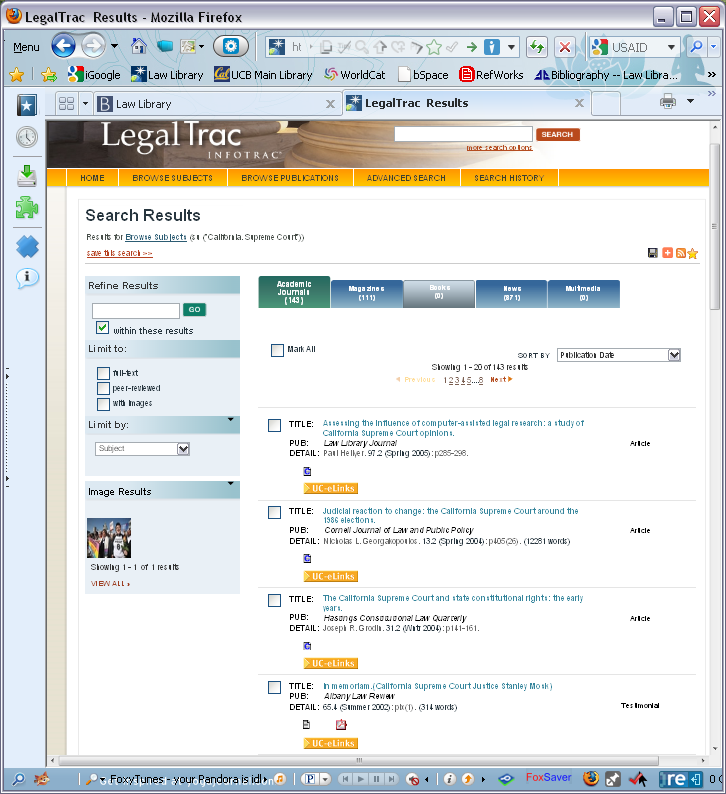 LegalTrac Results - Mozilla Firefox
Menu
USAID
iGoogle Law Library UCB Main Library WorldCat bSpace RefWorks Bibliography -- Law Libra...
Law Library
LegalTrac Results
LegalTrac
INFOTRAC
SEARCH
more search options
HOME BROWSE SUBJECTS BROWSE PUBLICATIONS ADVANCED SEARCH SEARCH HISTORY
Search Results
Results for Browse Subjects (su ("California. Supreme Court"))
save this search >>
Refine Results
GO
within these results
Limit to:
full-text
peer-reviewed
with images
Limit by:
Subject
Image Results
Showing 1 - 1 of 1 results
VIEW ALL
Academic
Journals
(143)
Magazines
(111)
Books
(0)
News
(871)
Multimedia
(0)
Mark All
SORT BY Publication Date
Showing 1 - 20 of 143 results
Previous 1 2 3 4 5 ... 8 Next
TITLE: Assessing the influence of computer-assisted legal research: a study of
California Supreme Court opinions.
PUB: Law Library Journal
Article
DETAIL: Paul Hellyer. 97.2 (Spring 2005): p285-298.
UC-eLinks
TITLE: Judicial reaction to change: the California Supreme Court around the
1986 elections.
PUB: Cornell Journal of Law and Public Policy
Article
DETAIL: Nicholas L. Georgakopoulos. 13.2 (Spring 2004): p405(26). (12281 words)
UC-eLinks
TITLE: The California Supreme Court and state constitutional rights: the early
years.
PUB: Hastings Constitutional Law Quarterly
Article
DETAIL: Joseph R. Grodin. 31.2 (Wntr 2004): p141-161.
UC-eLinks
TITLE: In memoriam.(California Supreme Court Justice Stanley Mosk)
PUB: Albany Law Review
Testimonial
DETAIL: 65.4 (Summer 2002): plx(1). (314 words)
UC-eLinks
FoxyTunes - your Pandora is idl
FoxSaver
re